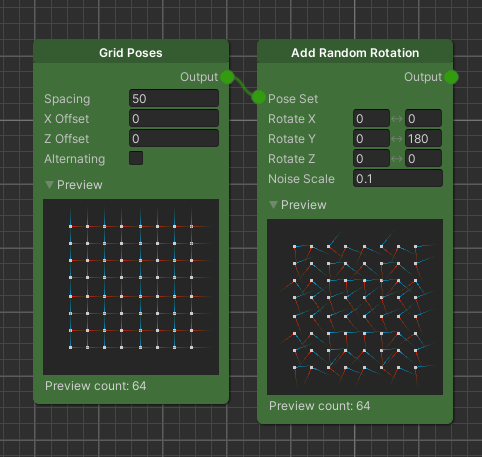 Grid Poses
Output
Spacing 50
X Offset 0
Z Offset 0
Alternating
Preview
Preview count: 64
Add Random Rotation
Output
Pose Set
Rotate X 0 ↔ 0
Rotate Y 0 ↔ 180
Rotate Z 0 ↔ 0
Noise Scale 0.1
Preview
Preview count: 64